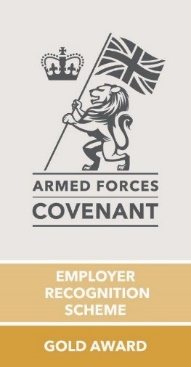 ARMED FORCES
COVENANT
EMPLOYER
RECOGNITION
SCHEME
GOLD AWARD